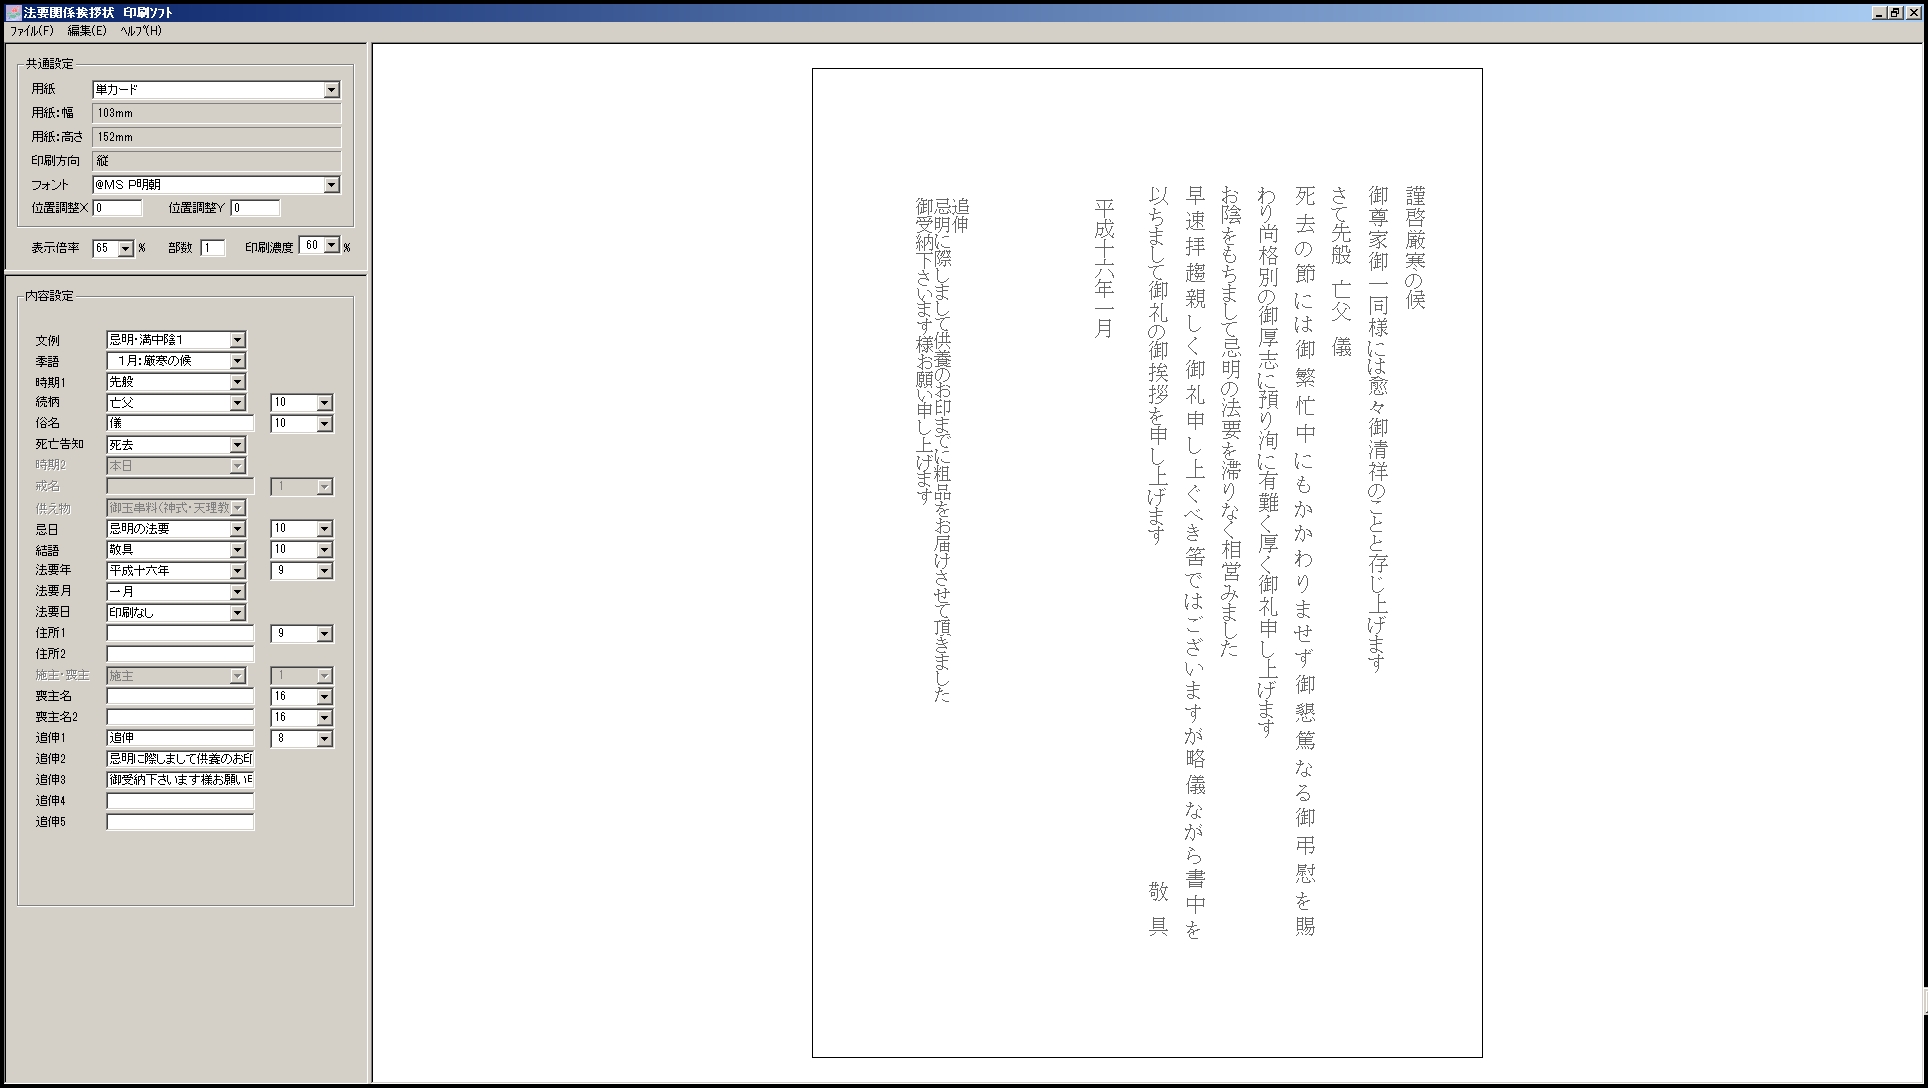 法要関係挨拶状 印刷ソフト
ファイル(F) 編集(E) ヘルプ(H)
共通設定
用紙 単カード
用紙:幅 103mm
用紙:高さ 152mm
印刷方向 縦
フォント @MS P明朝
位置調整X 0 位置調整Y 0
表示倍率 65 % 部数 1 印刷濃度 60 %
内容設定
文例 忌明・満中陰1
季語 1月:厳寒の候
時期1 先般
続柄 亡父 10
俗名 儀 10
死亡告知 死去
時期2 本日
戒名 1
供え物 御玉串料(神式・天理教
忌日 忌明の法要 10
結語 敬具 10
法要年 平成十六年 9
法要月 一月
法要日 印刷なし
住所1 9
住所2
施主・喪主 施主 1
喪主名 16
喪主名2 16
追伸1 追伸 8
追伸2 忌明に際しまして供養のお印
追伸3 御受納下さいます様お願い申
追伸4
追伸5
謹啓厳寒の候
御尊家御一同様には愈々御清祥のことと存じ上げます
さて先般 亡父 儀
死去の節には御繁忙中にもかかわりませず御懇篤なる御弔慰を賜
わり尚格別の御厚志に預り洵に有難く厚く御礼申し上げます
お陰をもちまして忌明の法要を滞りなく相営みました
早速拝趨親しく御礼申し上ぐべき筈ではございますが略儀ながら書中を
以ちまして御礼の御挨拶を申し上げます 敬具
平成十六年一月
追伸
忌明に際しまして供養のお印までに粗品をお届けさせて頂きました
御受納下さいます様お願い申し上げます